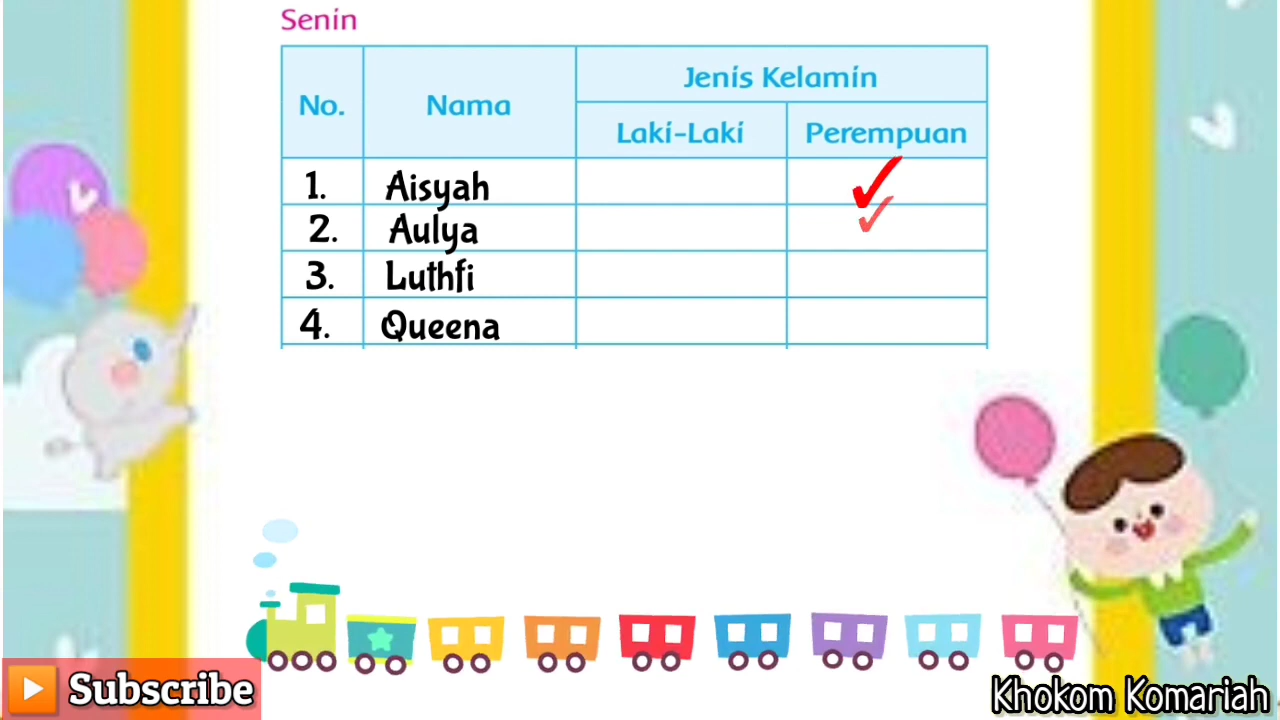 Senin
No. Nama Jenis Kelamin
Laki-Laki Perempuan
1. Aisyah ✓
2. Aulya ✓
3. Luthfi
4. Queena
Subscribe
Khokom Komariah